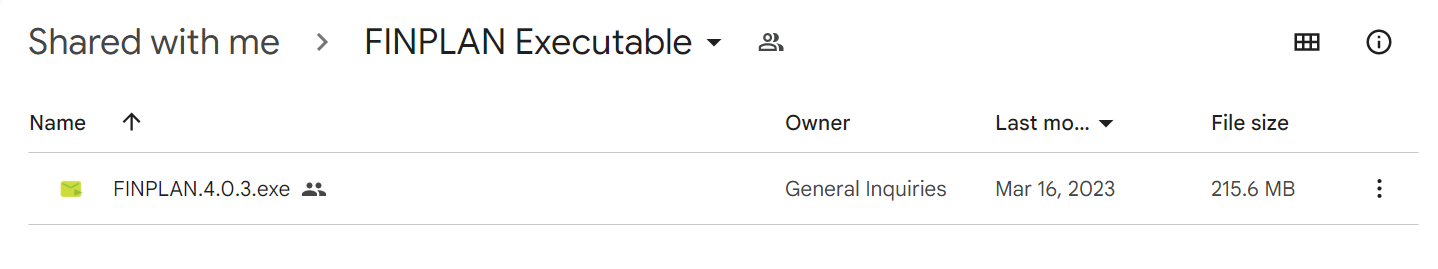 Shared with me > FINPLAN Executable
Name Owner Last mo... File size
FINPLAN.4.0.3.exe General Inquiries Mar 16, 2023 215.6 MB